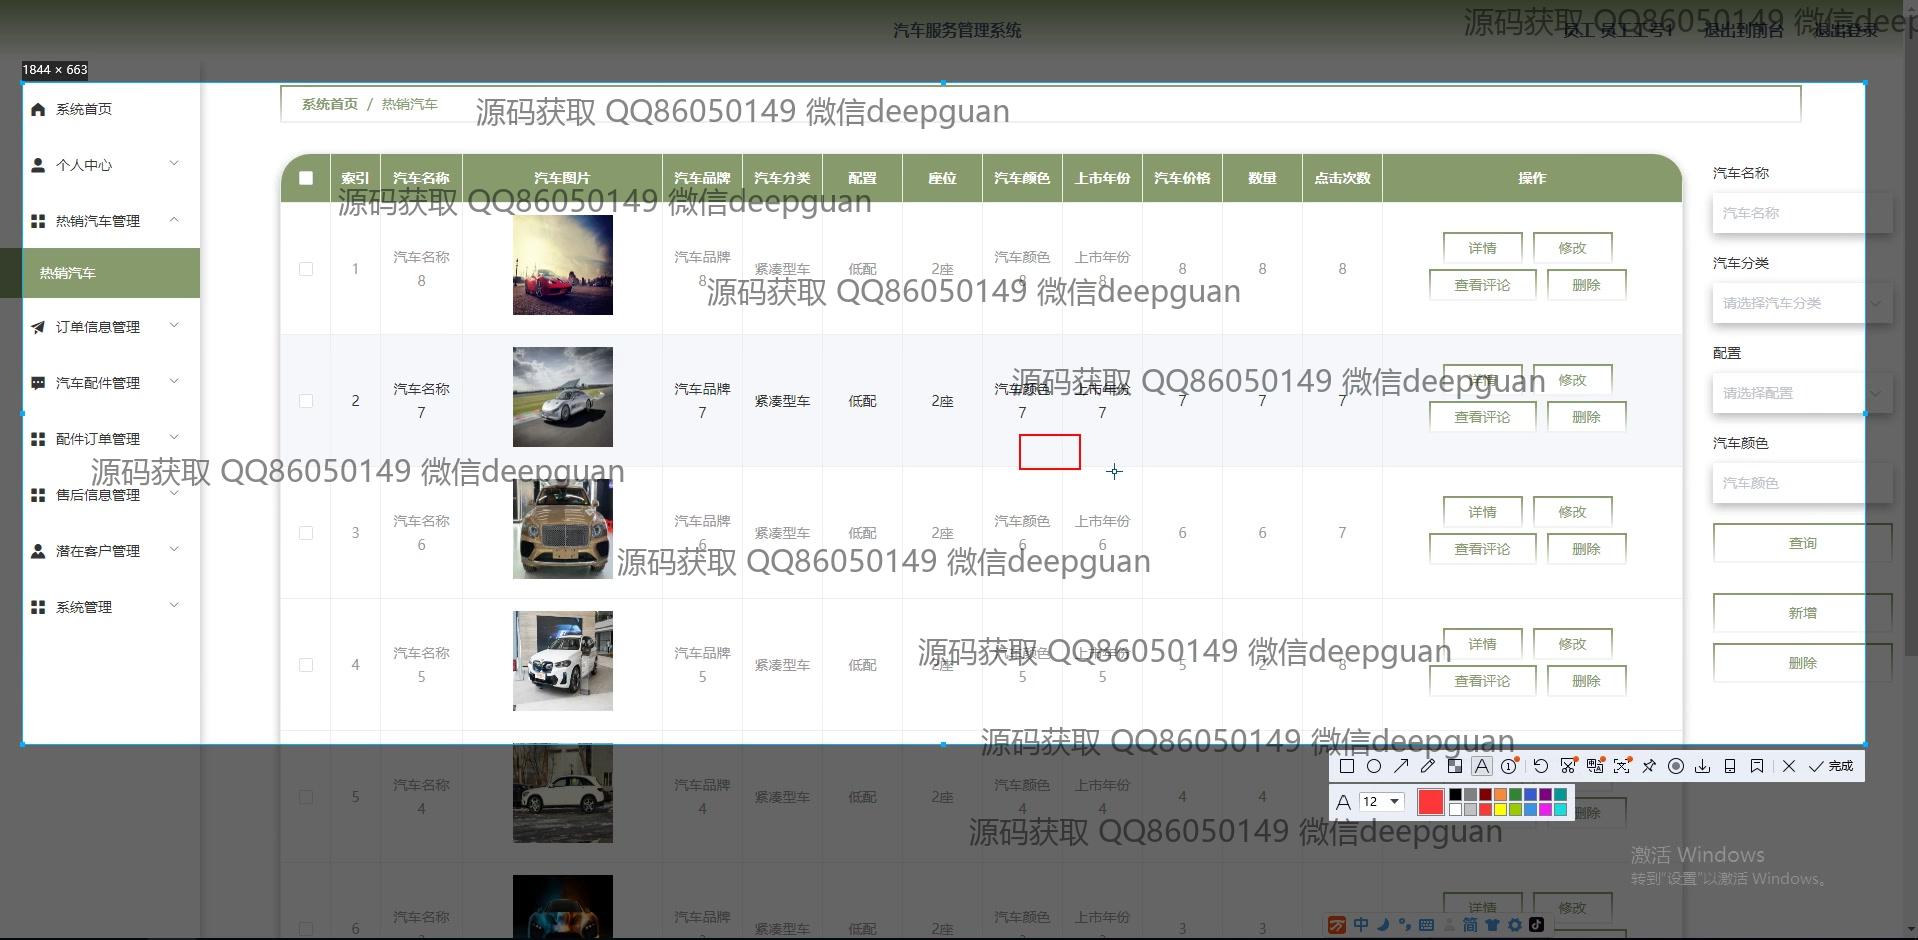 汽车服务管理系统
源码获取 QQ86050149 微信deepguan
员工 员工工号1
退出到前台
退出登录
1844 × 663
系统首页
个人中心
热销汽车管理
热销汽车
订单信息管理
汽车配件管理
配件订单管理
售后信息管理
潜在客户管理
系统管理
系统首页 / 热销汽车
源码获取 QQ86050149 微信deepguan
索引 汽车名称 汽车图片 汽车品牌 汽车分类 配置 座位 汽车颜色 上市年份 汽车价格 数量 点击次数 操作
源码获取 QQ86050149 微信deepguan
1 汽车名称8 汽车品牌8 紧凑型车 低配 2座 汽车颜色8 上市年份8 8 8 8 详情 修改
查看评论 删除
源码获取 QQ86050149 微信deepguan
2 汽车名称7 汽车品牌7 紧凑型车 低配 2座 汽车颜色7 上市年份7 7 7 7 详情 修改
查看评论 删除
源码获取 QQ86050149 微信deepguan
源码获取 QQ86050149 微信deepguan
3 汽车名称6 汽车品牌6 紧凑型车 低配 2座 汽车颜色6 上市年份6 6 6 7 详情 修改
查看评论 删除
源码获取 QQ86050149 微信deepguan
4 汽车名称5 汽车品牌5 紧凑型车 低配 2座 汽车颜色5 上市年份5 5 2 8 详情 修改
查看评论 删除
源码获取 QQ86050149 微信deepguan
源码获取 QQ86050149 微信deepguan
5 汽车名称4 汽车品牌4 紧凑型车 低配 2座 汽车颜色4 上市年份4 4 4
删除
源码获取 QQ86050149 微信deepguan
6 汽车名称 汽车品牌 紧凑型车 低配 2座 汽车颜色 上市年份 3 3 详情 修改
汽车名称
汽车名称
汽车分类
请选择汽车分类
配置
请选择配置
汽车颜色
汽车颜色
查询
新增
删除
完成
A 12
激活 Windows
转到"设置"以激活 Windows。
中 简